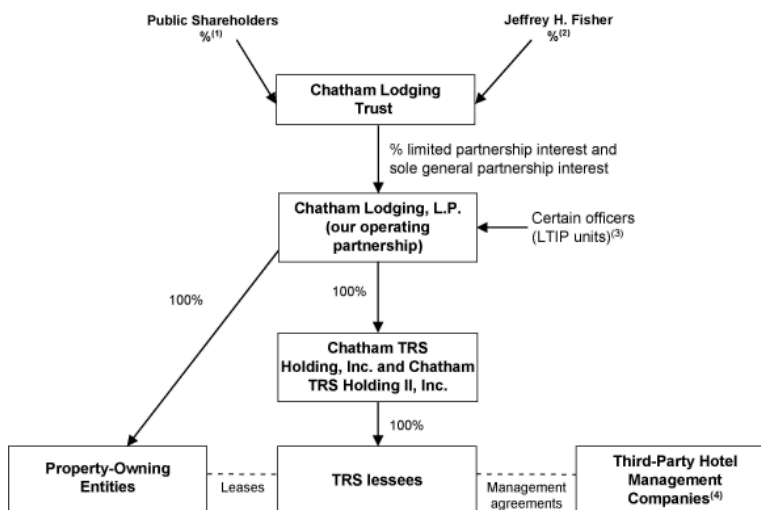 Public Shareholders
%(1)
Jeffrey H. Fisher
%(2)
Chatham Lodging
Trust
% limited partnership interest and
sole general partnership interest
Chatham Lodging, L.P.
(our operating
partnership)
Certain officers
(LTIP units)(3)
100%
100%
Chatham TRS
Holding, Inc. and Chatham
TRS Holding II, Inc.
100%
Property-Owning
Entities
Leases
TRS lessees
Management
agreements
Third-Party Hotel
Management
Companies(4)